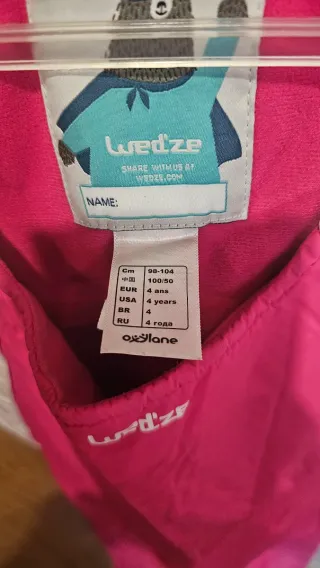 wed'ze
SHARE WITH US AT
WEDZE.COM
NAME:
Cm 98-104
中国 100/50
EUR 4 ans
USA 4 years
BR 4
RU 4 года
oxylane
wed'ze